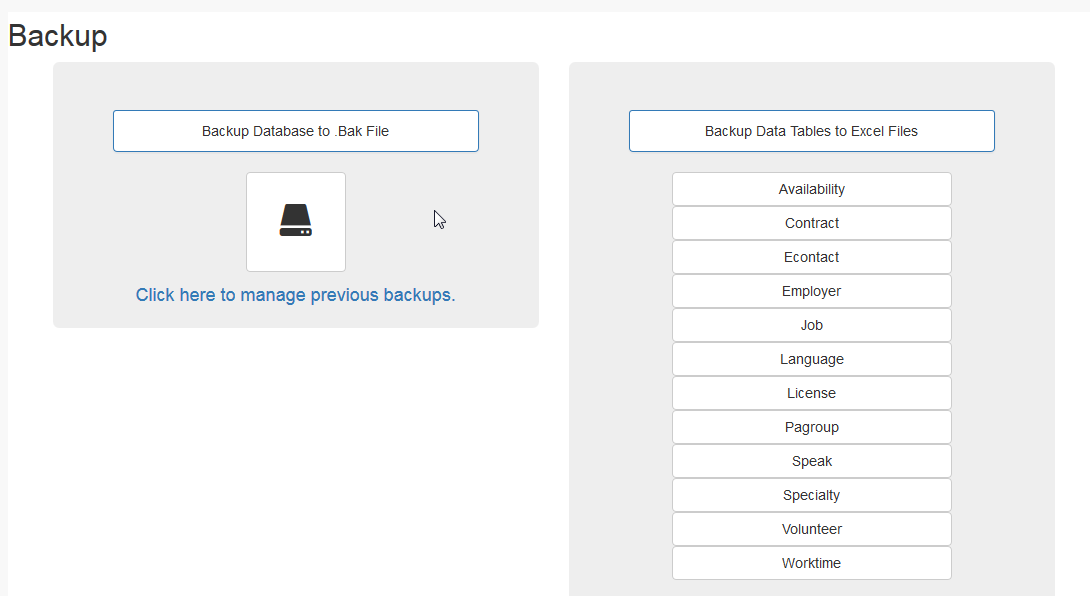 Backup
Backup Database to .Bak File
Click here to manage previous backups.
Backup Data Tables to Excel Files
Availability
Contract
Econtact
Employer
Job
Language
License
Pagroup
Speak
Specialty
Volunteer
Worktime